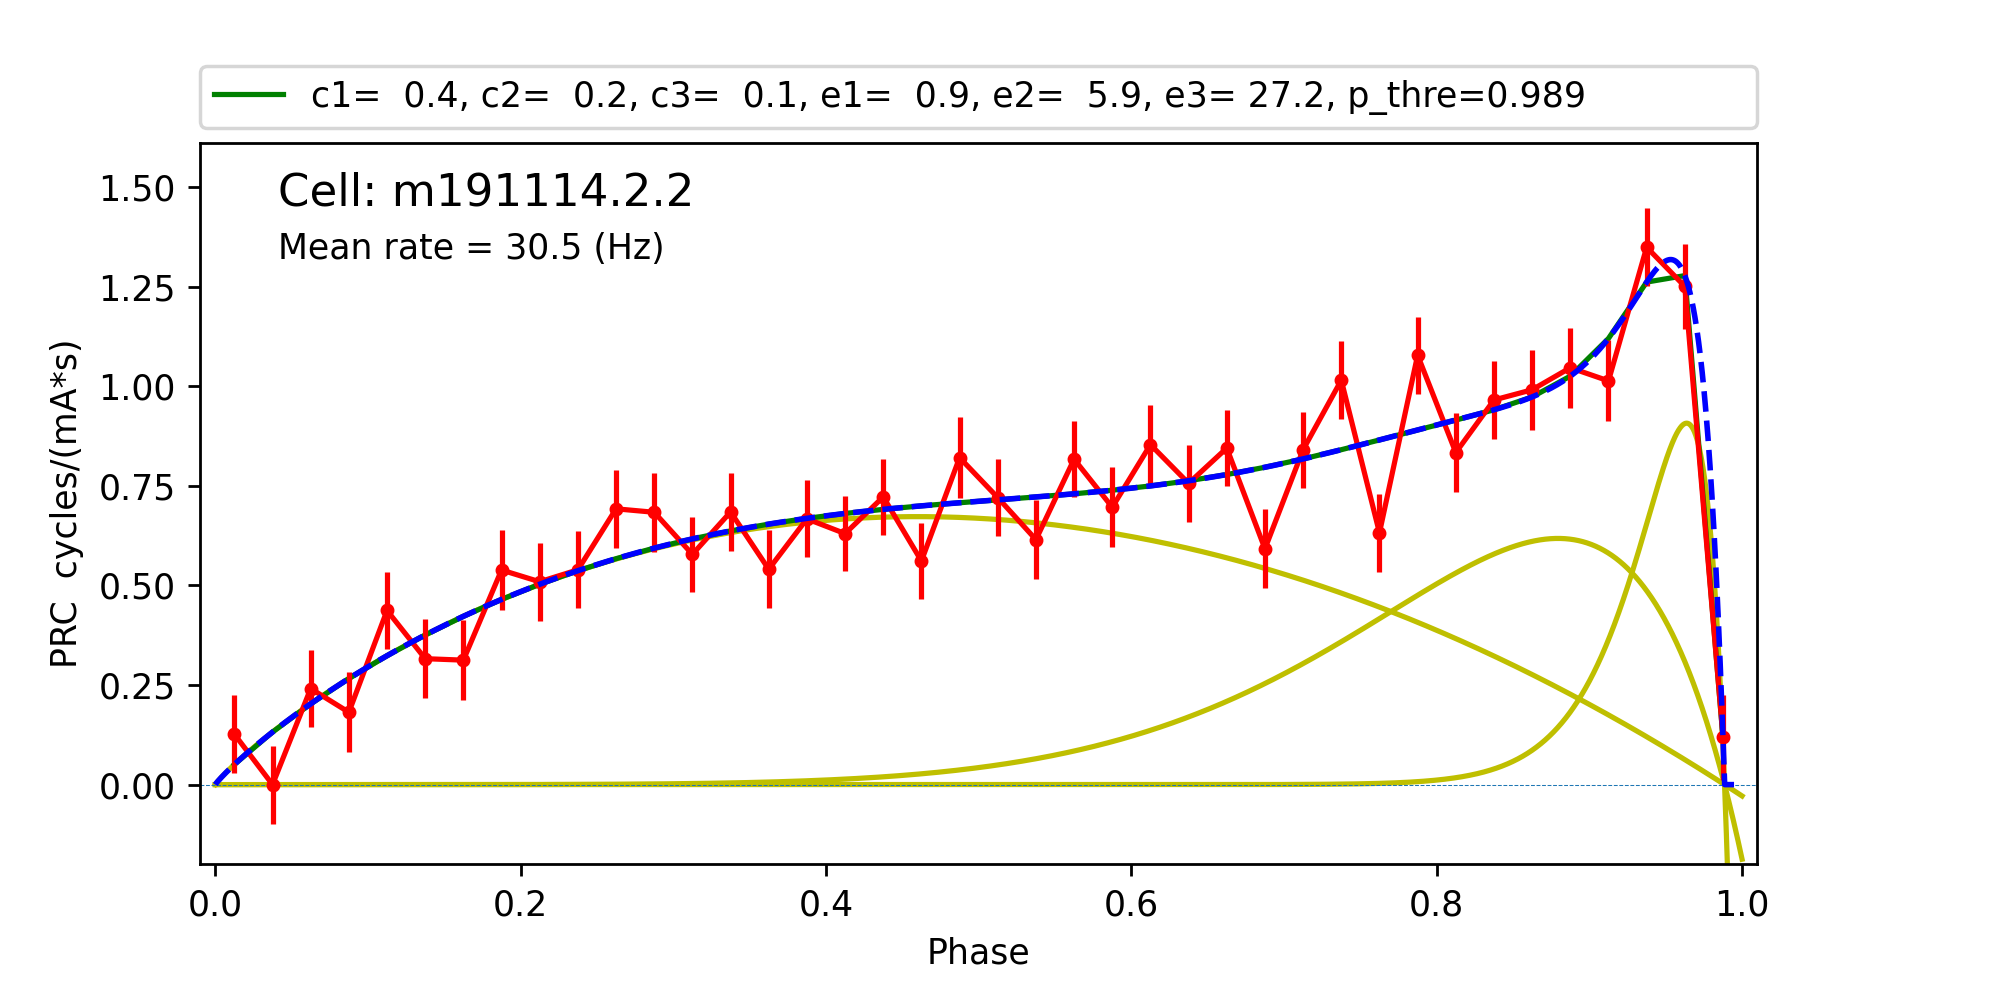 c1=  0.4, c2=  0.2, c3=  0.1, e1=  0.9, e2=  5.9, e3= 27.2, p_thre=0.989
Cell: m191114.2.2
Mean rate = 30.5 (Hz)
1.50
1.25
1.00
0.75
0.50
0.25
0.00
PRC  cycles/(mA*s)
0.0 0.2 0.4 0.6 0.8 1.0
Phase